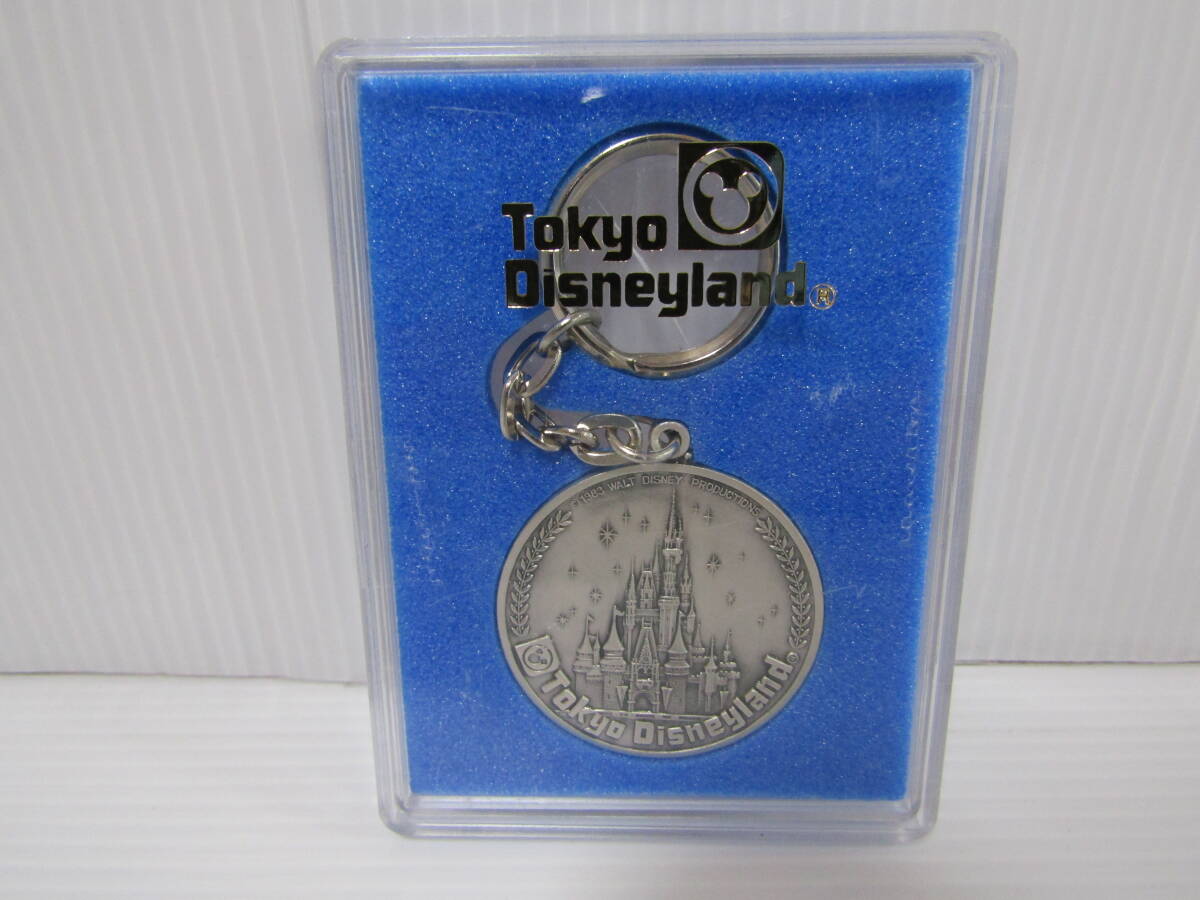 Tokyo
Disneyland®
© 1983 WALT DISNEY PRODUCTIONS
Tokyo Disneyland®